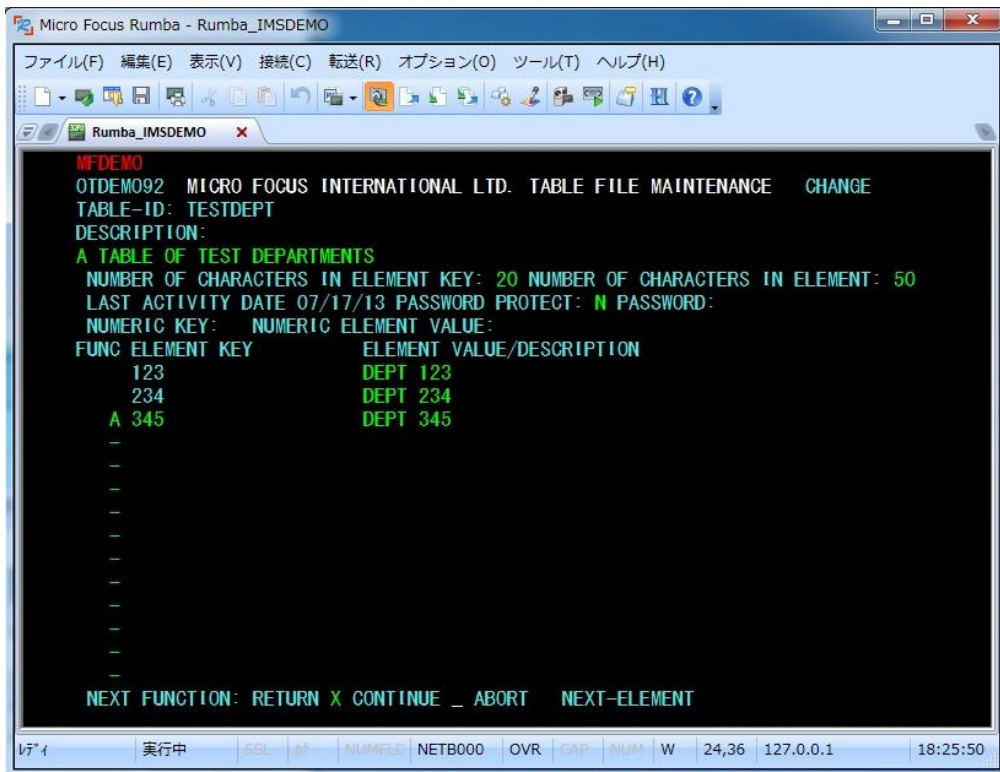 Micro Focus Rumba - Rumba_IMSDEMO
ファイル(F) 編集(E) 表示(V) 接続(C) 転送(R) オプション(O) ツール(T) ヘルプ(H)
Rumba_IMSDEMO
MFDEMO
OTDEMO92 MICRO FOCUS INTERNATIONAL LTD. TABLE FILE MAINTENANCE CHANGE
TABLE-ID: TESTDEPT
DESCRIPTION:
A TABLE OF TEST DEPARTMENTS
NUMBER OF CHARACTERS IN ELEMENT KEY: 20 NUMBER OF CHARACTERS IN ELEMENT: 50
LAST ACTIVITY DATE 07/17/13 PASSWORD PROTECT: N PASSWORD:
NUMERIC KEY: NUMERIC ELEMENT VALUE:
FUNC ELEMENT KEY ELEMENT VALUE/DESCRIPTION
123 DEPT 123
234 DEPT 234
A 345 DEPT 345
_
_
_
_
_
_
_
_
_
_
_
NEXT FUNCTION: RETURN X CONTINUE _ ABORT NEXT-ELEMENT
ﾚﾃﾞｨ 実行中 SSL NUMFLD NETB000 OVR CAP NUM W 24,36 127.0.0.1 18:25:50